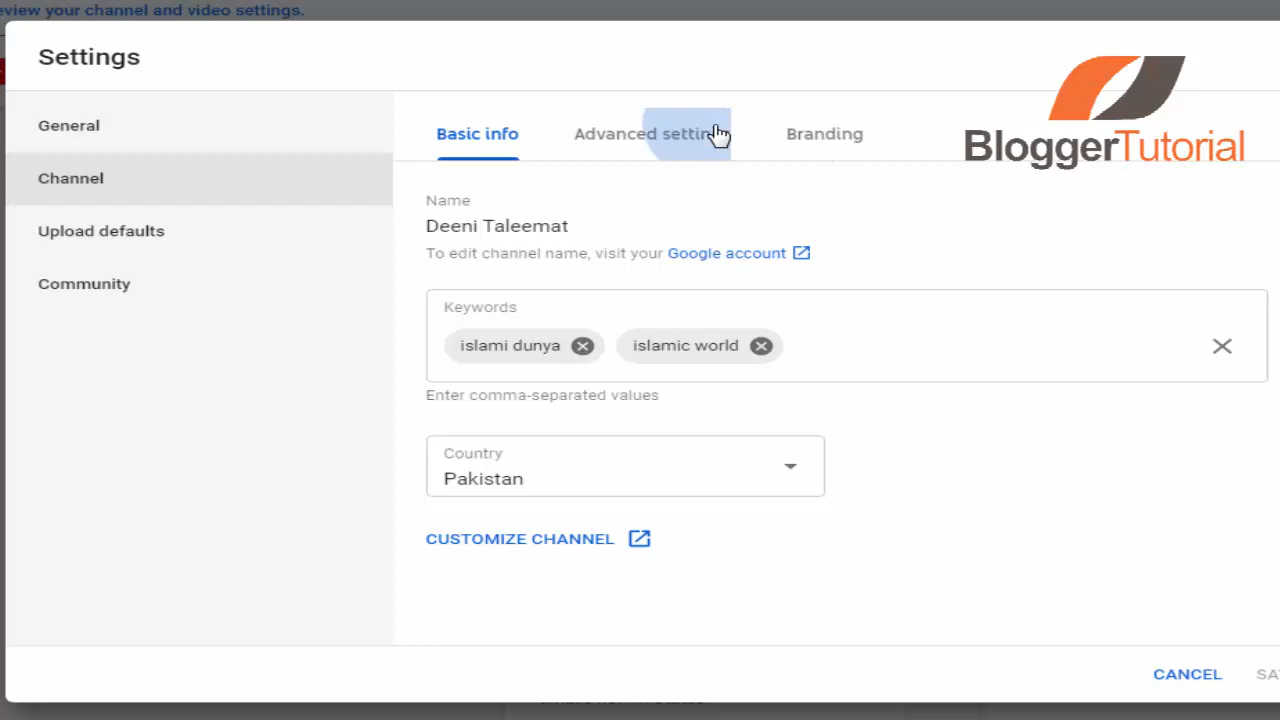 eview your channel and video settings.
Settings
BloggerTutorial
General
Channel
Upload defaults
Community
Basic info
Advanced settin
Branding
Name
Deeni Taleemat
To edit channel name, visit your Google account
Keywords
islami dunya
islamic world
Enter comma-separated values
Country
Pakistan
CUSTOMIZE CHANNEL
CANCEL
SA